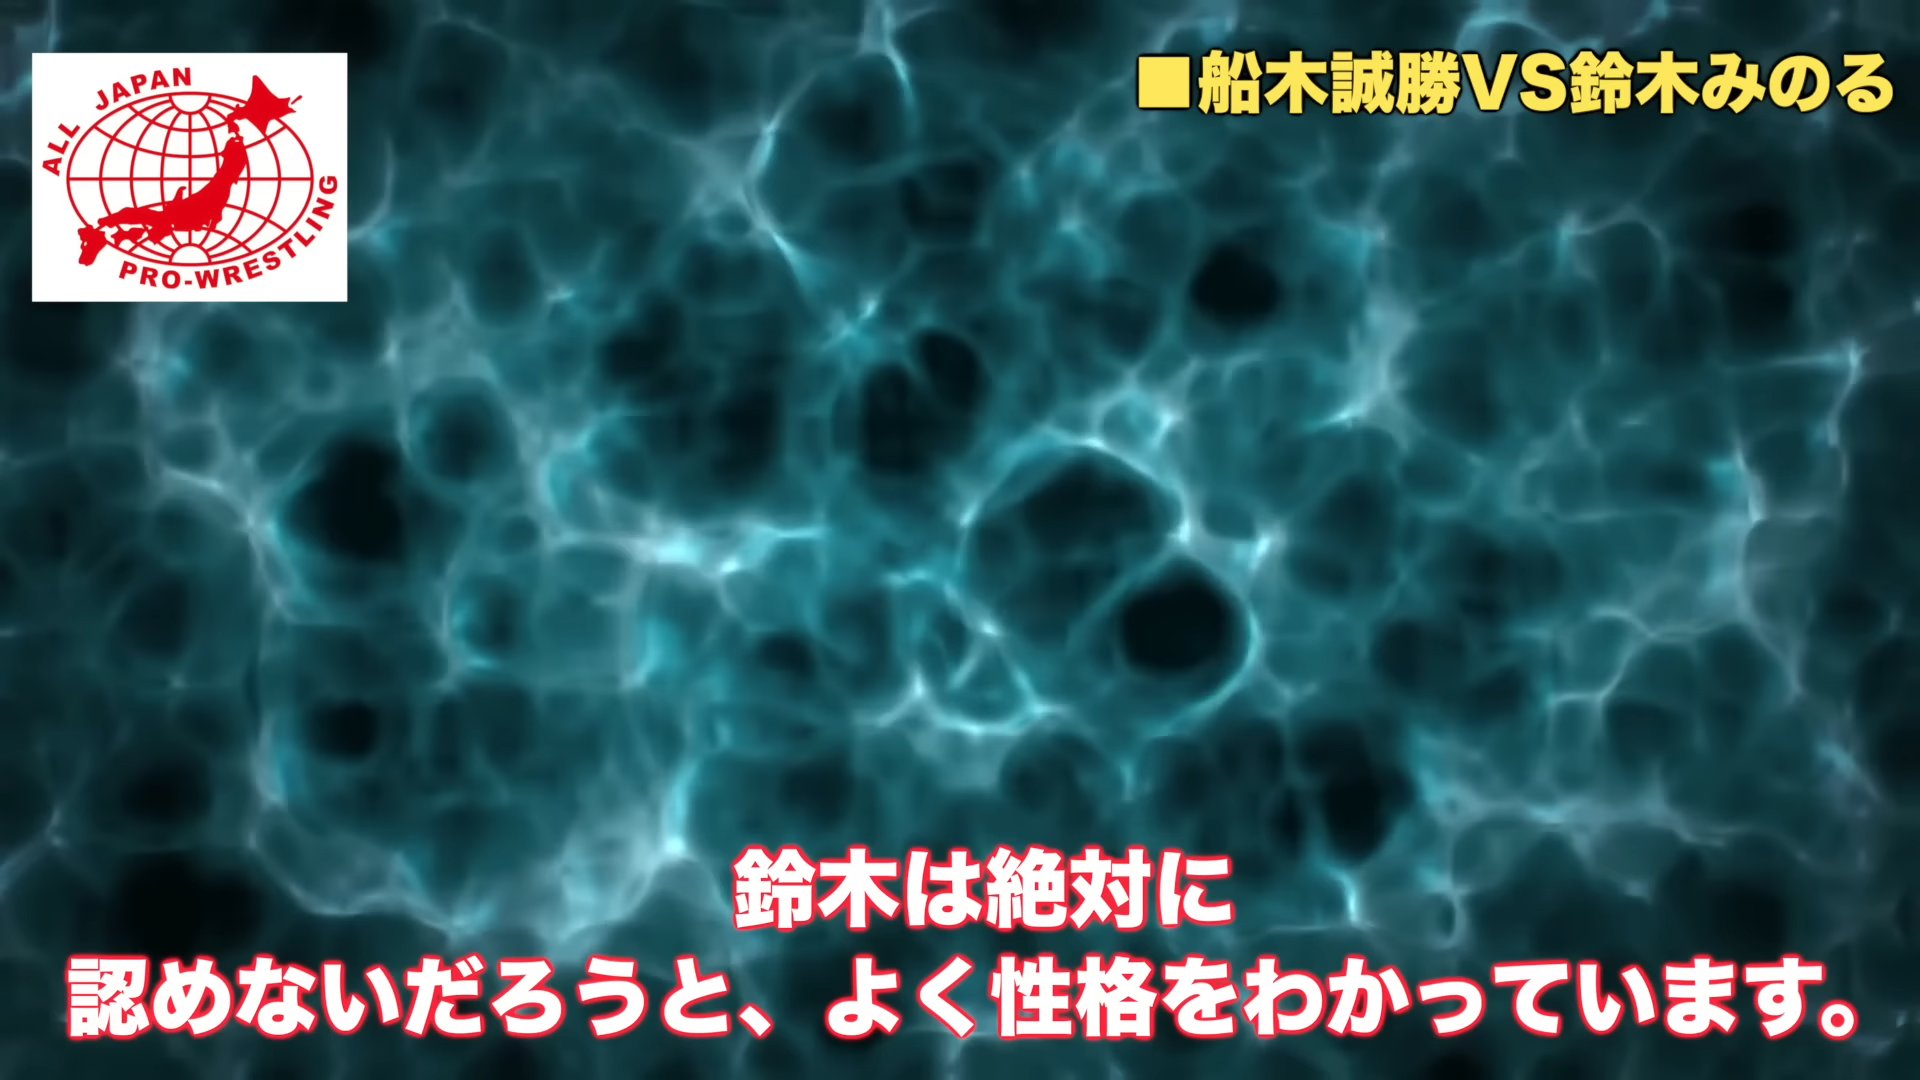 ALL JAPAN
PRO-WRESTLING
■船木誠勝VS鈴木みのる
鈴木は絶対に
認めないだろうと、よく性格をわかっています。